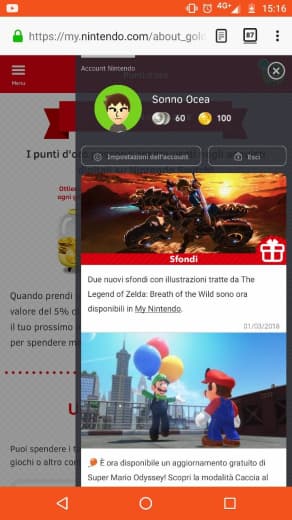 4G+ 15:16
https://my.nintendo.com/about_gol 87
Menu
Account Nintendo
Sonno Ocea
60 100
Impostazioni dell'account Esci
I punti d'o
Ottie
ogni g
Sfondi
Due nuovi sfondi con illustrazioni tratte da The
Legend of Zelda: Breath of the Wild sono ora
disponibili in My Nintendo.
01/03/2018
Quando prendi
valore del 5% c
il tuo prossimo
per spendere m
U
Puoi spendere i
giochi o altro con
È ora disponibile un aggiornamento gratuito di
Super Mario Odyssey! Scopri la modalità Caccia al